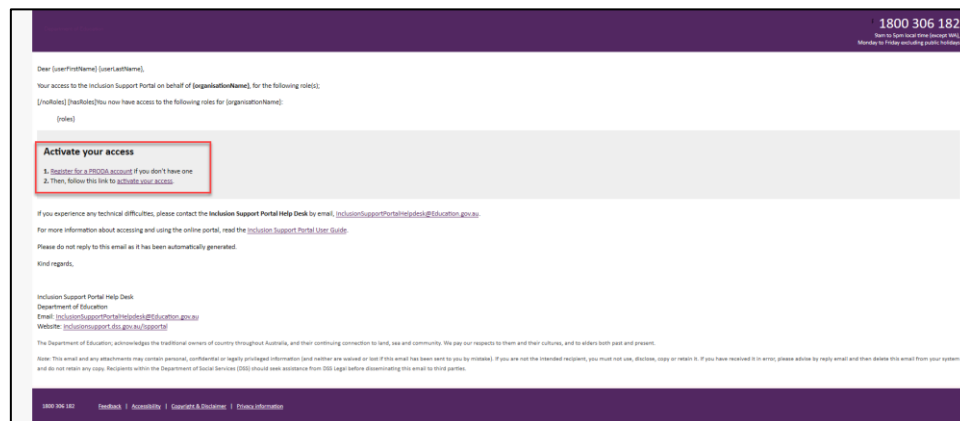 1800 306 182
9am to 5pm local time (except WA),
Monday to Friday excluding public holidays
Dear {userFirstName} {userLastName},
Your access to the Inclusion Support Portal on behalf of {organisationName}, for the following role(s);
[/noRoles] [hasRoles]You now have access to the following roles for {organisationName}:
{roles}
Activate your access
1. Register for a PRODA account if you don't have one
2. Then, follow this link to activate your access.
If you experience any technical difficulties, please contact the Inclusion Support Portal Help Desk by email, InclusionSupportPortalHelpdesk@Education.gov.au.
For more information about accessing and using the online portal, read the Inclusion Support Portal User Guide.
Please do not reply to this email as it has been automatically generated.
Kind regards,
Inclusion Support Portal Help Desk
Department of Education
Email: InclusionSupportPortalHelpdesk@Education.gov.au
Website: inclusionsupport.dss.gov.au/ispportal
The Department of Education; acknowledges the traditional owners of country throughout Australia, and their continuing connection to land, sea and community. We pay our respects to them and their cultures, and to elders both past and present.
Note: This email and any attachments may contain personal, confidential or legally privileged information (and neither are waived or lost if this email has been sent to you by mistake). If you are not the intended recipient, you must not use, disclose, copy or retain it. If you have received it in error, please advise by reply email and then delete this email from your system
and do not retain any copy. Recipients within the Department of Social Services (DSS) should seek assistance from DSS Legal before disseminating this email to third parties.
1800 306 182 Feedback | Accessibility | Copyright & Disclaimer | Privacy information